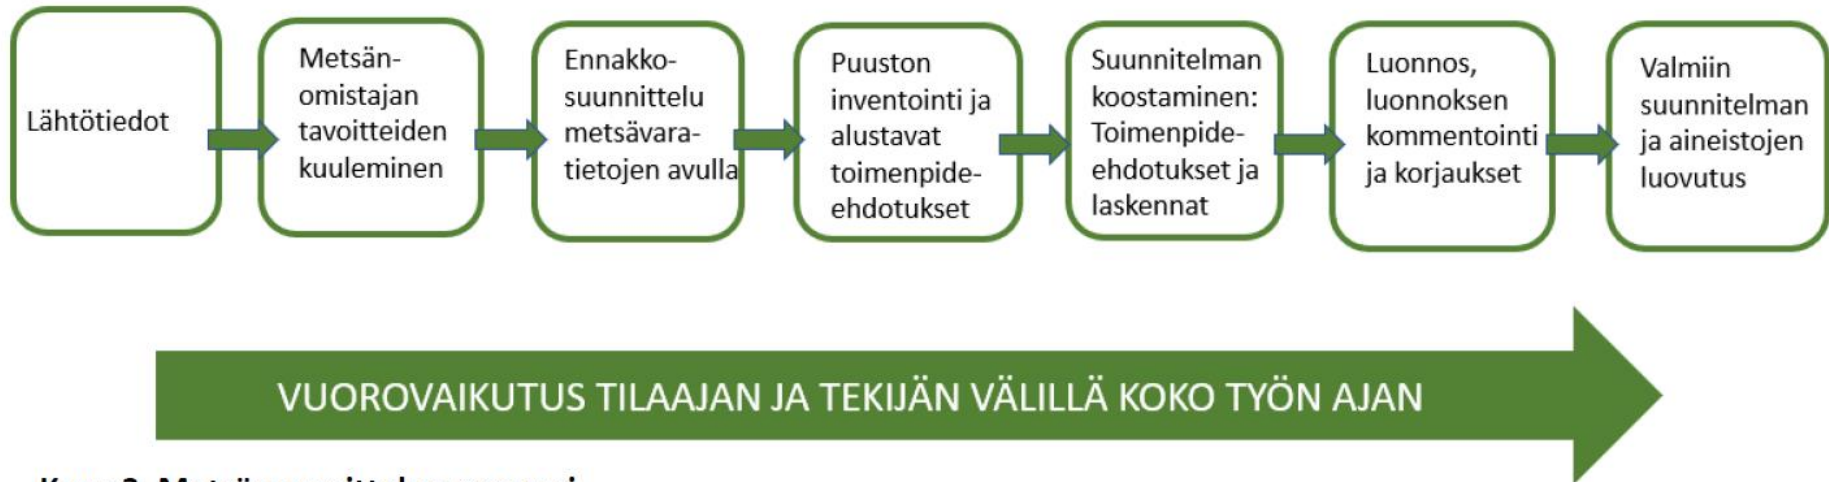 Lähtötiedot
Metsän-
omistajan
tavoitteiden
kuuleminen
Ennakko-
suunnittelu
metsävara-
tietojen avulla
Puuston
inventointi ja
alustavat
toimenpide-
ehdotukset
Suunnitelman
koostaminen:
Toimenpide-
ehdotukset ja
laskennat
Luonnos,
luonnoksen
kommentointi
ja korjaukset
Valmiin
suunnitelman
ja aineistojen
luovutus
VUOROVAIKUTUS TILAAJAN JA TEKIJÄN VÄLILLÄ KOKO TYÖN AJAN